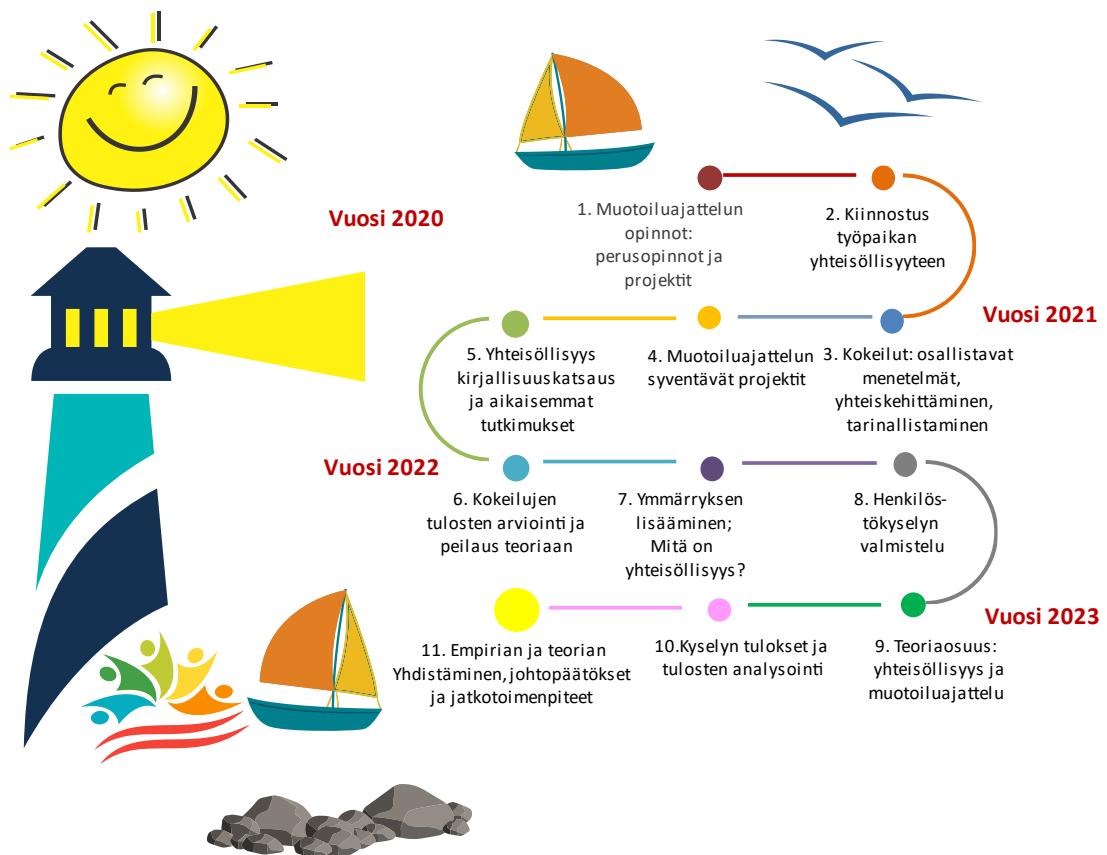 Vuosi 2020
1. Muotoiluajattelun
opinnot:
perusopinnot ja
projektit
2. Kiinnostus
työpaikan
yhteisöllisyyteen
Vuosi 2021
3. Kokeilut: osallistavat
menetelmät,
yhteiskehittäminen,
tarinallistaminen
4. Muotoiluajattelun
syventävät projektit
5. Yhteisöllisyys
kirjallisuuskatsaus
ja aikaisemmat
tutkimukset
Vuosi 2022
6. Kokeilujen
tulosten arviointi ja
peilaus teoriaan
7. Ymmärryksen
lisääminen;
Mitä on
yhteisöllisyys?
8. Henkilös-
tökyselyn
valmistelu
Vuosi 2023
9. Teoriaosuus:
yhteisöllisyys ja
muotoiluajattelu
10.Kyselyn tulokset ja
tulosten analysointi
11. Empirian ja teorian
Yhdistäminen, johtopäätökset
ja jatkotoimenpiteet